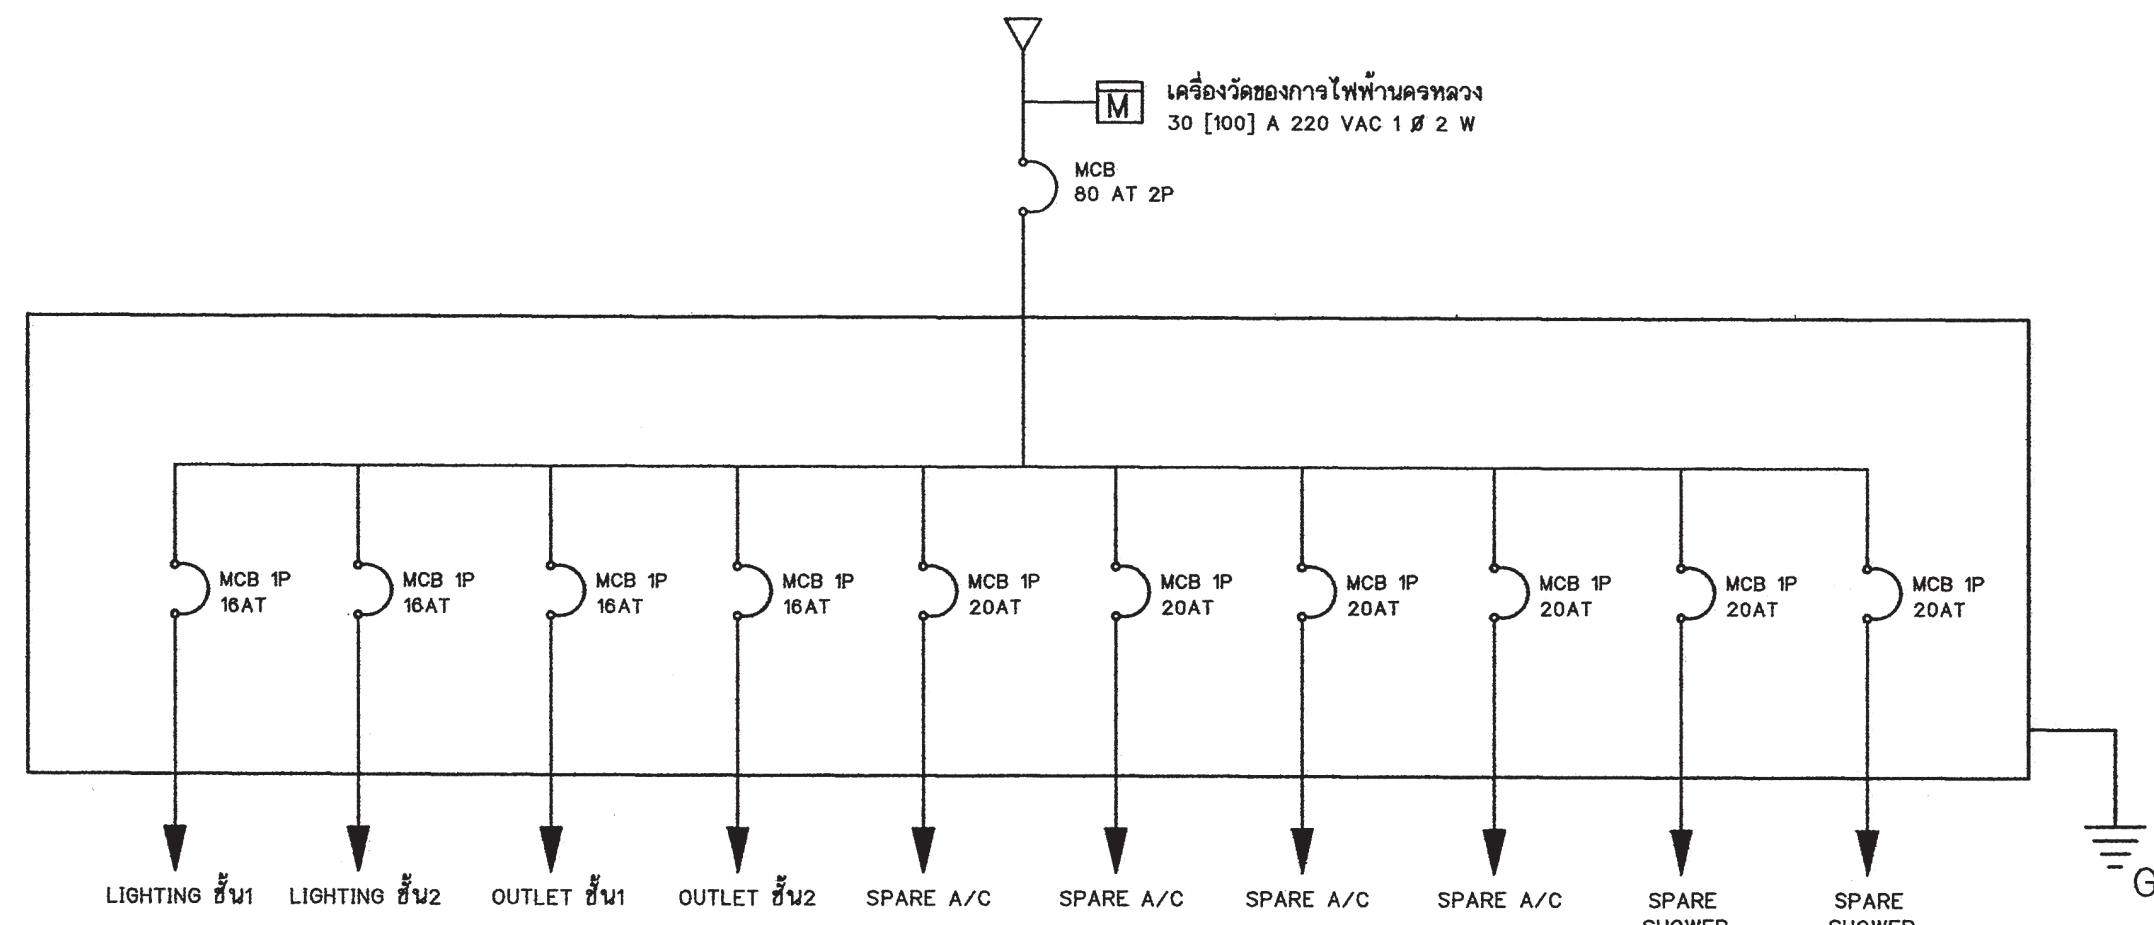 M
เครื่องวัดของการไฟฟ้านครหลวง
30 [100] A 220 VAC 1 Ø 2 W
MCB
80 AT 2P
MCB 1P
16AT
MCB 1P
16AT
MCB 1P
16AT
MCB 1P
16AT
MCB 1P
20AT
MCB 1P
20AT
MCB 1P
20AT
MCB 1P
20AT
MCB 1P
20AT
MCB 1P
20AT
G
LIGHTING ชั้น1
LIGHTING ชั้น2
OUTLET ชั้น1
OUTLET ชั้น2
SPARE A/C
SPARE A/C
SPARE A/C
SPARE A/C
SPARE
SHOWER
SPARE
SHOWER